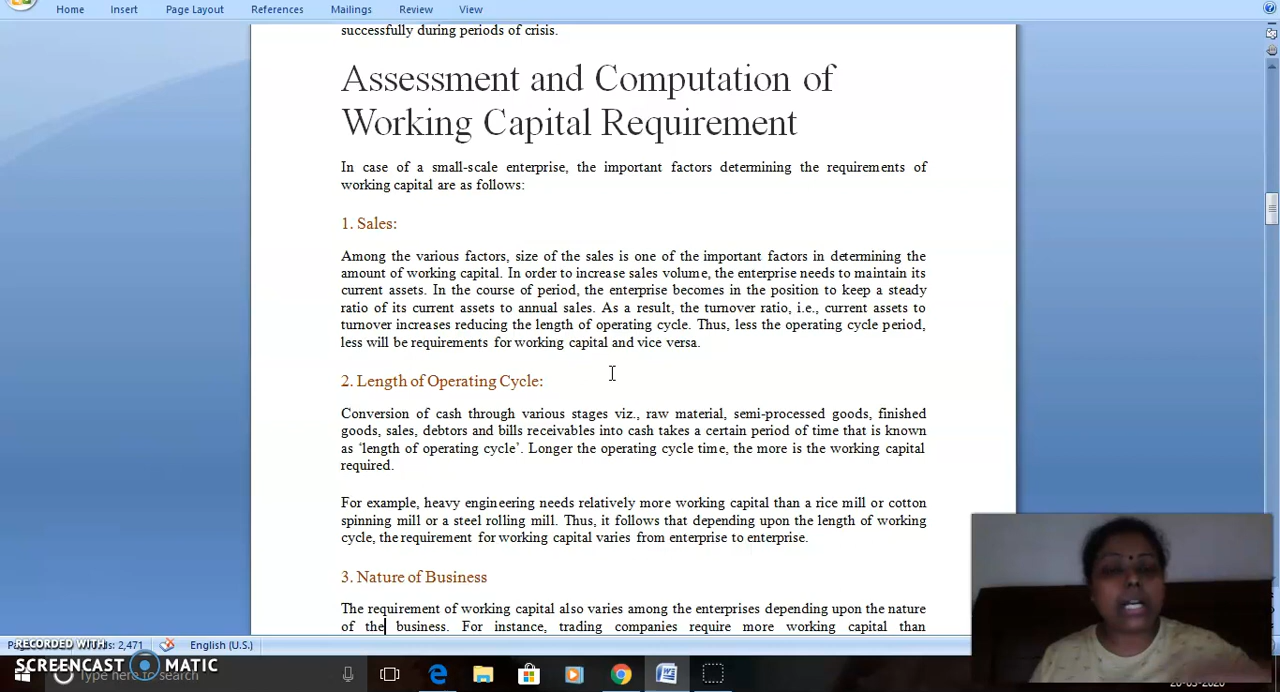 Home Insert Page Layout References Mailings Review View
successfully during periods of crisis.
Assessment and Computation of
Working Capital Requirement
In case of a small-scale enterprise, the important factors determining the requirements of
working capital are as follows:
1. Sales:
Among the various factors, size of the sales is one of the important factors in determining the
amount of working capital. In order to increase sales volume, the enterprise needs to maintain its
current assets. In the course of period, the enterprise becomes in the position to keep a steady
ratio of its current assets to annual sales. As a result, the turnover ratio, i.e., current assets to
turnover increases reducing the length of operating cycle. Thus, less the operating cycle period,
less will be requirements for working capital and vice versa.
2. Length of Operating Cycle:
Conversion of cash through various stages viz., raw material, semi-processed goods, finished
goods, sales, debtors and bills receivables into cash takes a certain period of time that is known
as ‘length of operating cycle’. Longer the operating cycle time, the more is the working capital
required.
For example, heavy engineering needs relatively more working capital than a rice mill or cotton
spinning mill or a steel rolling mill. Thus, it follows that depending upon the length of working
cycle, the requirement for working capital varies from enterprise to enterprise.
3. Nature of Business
The requirement of working capital also varies among the enterprises depending upon the nature
of the business. For instance, trading companies require more working capital than
2,471 English (U.S.)
RECORDED WITH
SCREENCAST MATIC
Type here to search
20-03-2020